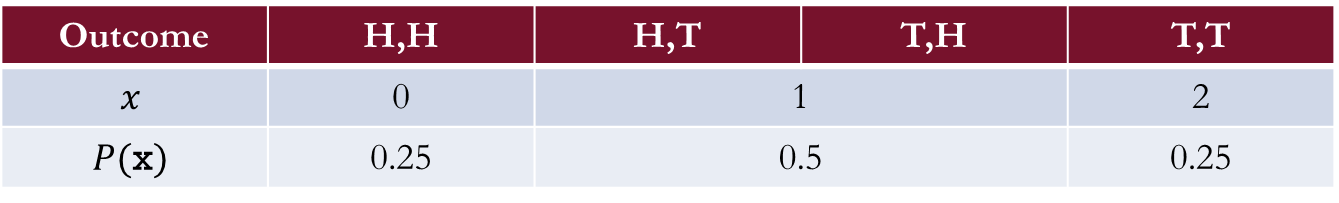 Outcome H,H H,T T,H T,T
x 0 1 2
P(x) 0.25 0.5 0.25